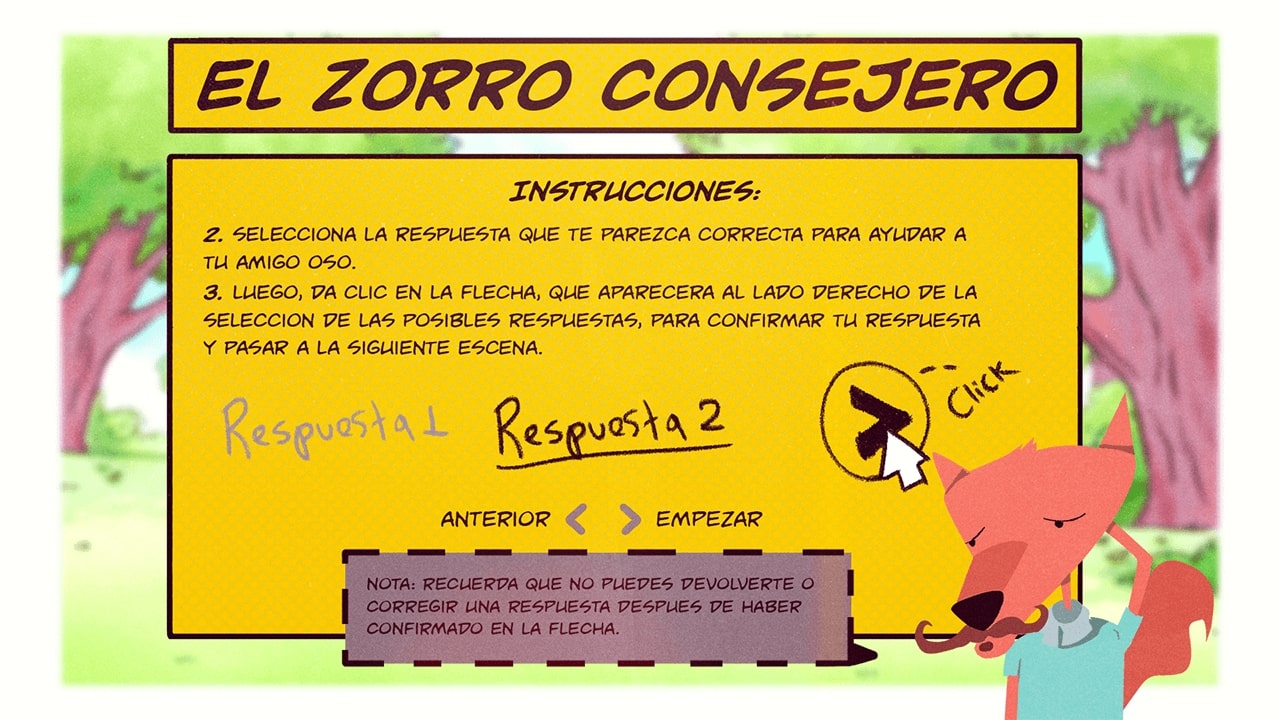 EL ZORRO CONSEJERO
INSTRUCCIONES:
2. SELECCIONA LA RESPUESTA QUE TE PAREZCA CORRECTA PARA AYUDAR A
TU AMIGO OSO.
3. LUEGO, DA CLIC EN LA FLECHA, QUE APARECERA AL LADO DERECHO DE LA
SELECCION DE LAS POSIBLES RESPUESTAS, PARA CONFIRMAR TU RESPUESTA
Y PASAR A LA SIGUIENTE ESCENA.
Respuesta 1 Respuesta 2 Click
ANTERIOR < > EMPEZAR
NOTA: RECUERDA QUE NO PUEDES DEVOLVERTE O
CORREGIR UNA RESPUESTA DESPUES DE HABER
CONFIRMADO EN LA FLECHA.